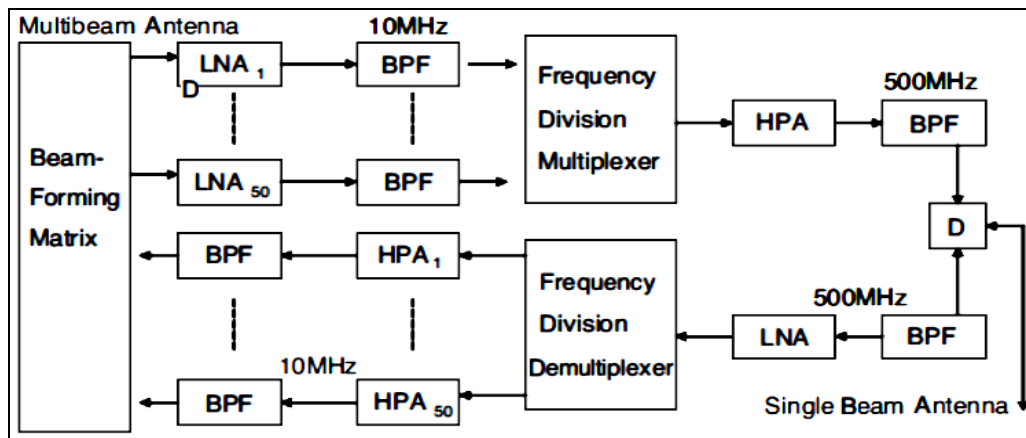 Multibeam Antenna
10MHz
LNA 1
D
BPF
Frequency
Division
Multiplexer
500MHz
HPA
BPF
Beam-
Forming
Matrix
LNA 50
BPF
D
BPF
HPA 1
Frequency
Division
Demultiplexer
500MHz
LNA
BPF
10MHz
BPF
HPA 50
Single Beam Antenna